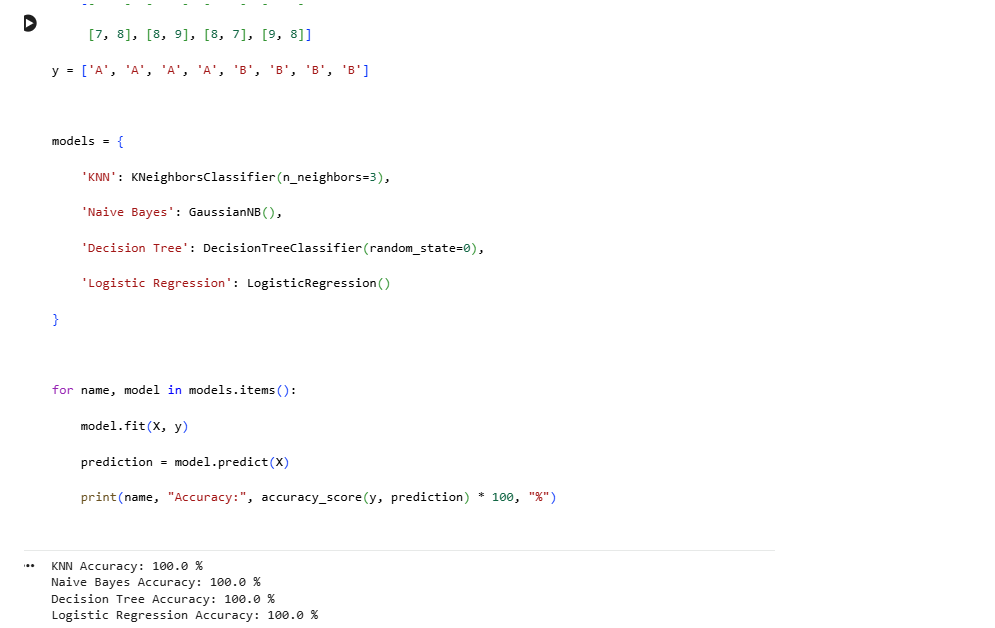 [7, 8], [8, 9], [8, 7], [9, 8]]
y = ['A', 'A', 'A', 'A', 'B', 'B', 'B', 'B']
models = {
'KNN': KNeighborsClassifier(n_neighbors=3),
'Naive Bayes': GaussianNB(),
'Decision Tree': DecisionTreeClassifier(random_state=0),
'Logistic Regression': LogisticRegression()
}
for name, model in models.items():
model.fit(X, y)
prediction = model.predict(X)
print(name, "Accuracy:", accuracy_score(y, prediction) * 100, "%")
KNN Accuracy: 100.0 %
Naive Bayes Accuracy: 100.0 %
Decision Tree Accuracy: 100.0 %
Logistic Regression Accuracy: 100.0 %